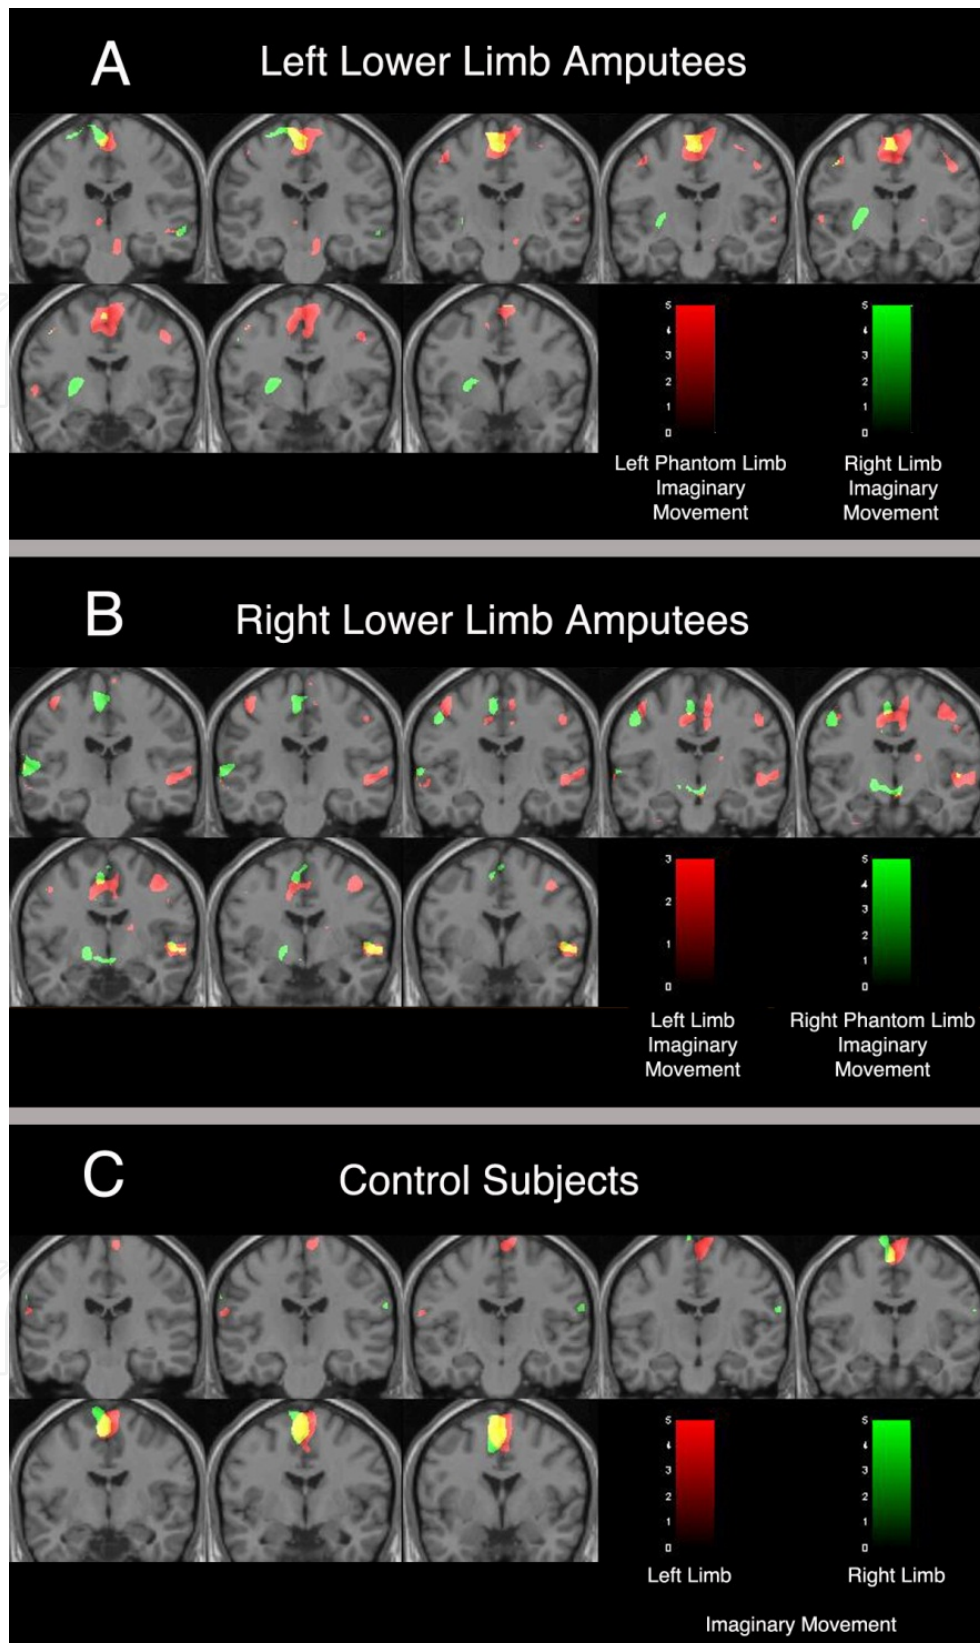 A
Left Lower Limb Amputees
5
4
3
2
1
0
5
4
3
2
1
0
Left Phantom Limb
Imaginary
Movement
Right Limb
Imaginary
Movement
B
Right Lower Limb Amputees
3
2
1
0
5
4
3
2
1
0
Left Limb
Imaginary
Movement
Right Phantom Limb
Imaginary
Movement
C
Control Subjects
5
4
3
2
1
0
5
4
3
2
1
0
Left Limb
Right Limb
Imaginary Movement